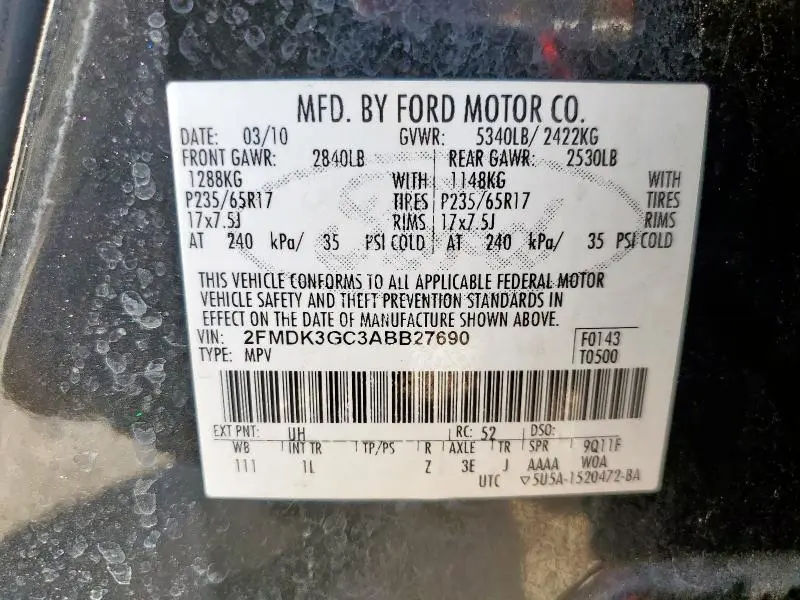 MFD. BY FORD MOTOR CO.
DATE: 03/10 GVWR: 5340LB/ 2422KG
FRONT GAWR: 2840LB REAR GAWR: 2530LB
1288KG WITH 1148KG WITH
P235/65R17 TIRES P235/65R17 TIRES
17x7.5J RIMS 17x7.5J RIMS
AT 240 kPa/ 35 PSI COLD AT 240 kPa/ 35 PSI COLD
THIS VEHICLE CONFORMS TO ALL APPLICABLE FEDERAL MOTOR
VEHICLE SAFETY AND THEFT PREVENTION STANDARDS IN
EFFECT ON THE DATE OF MANUFACTURE SHOWN ABOVE.
VIN: 2FMDK3GC3ABB27690 F0143
TYPE: MPV T0500
EXT PNT: UH RC: 52 DSO:
WB INT TR TP/PS R AXLE TR SPR 9Q11F
111 1L Z 3E J AAAA W0A
UTC ▽5U5A-1520472-BA